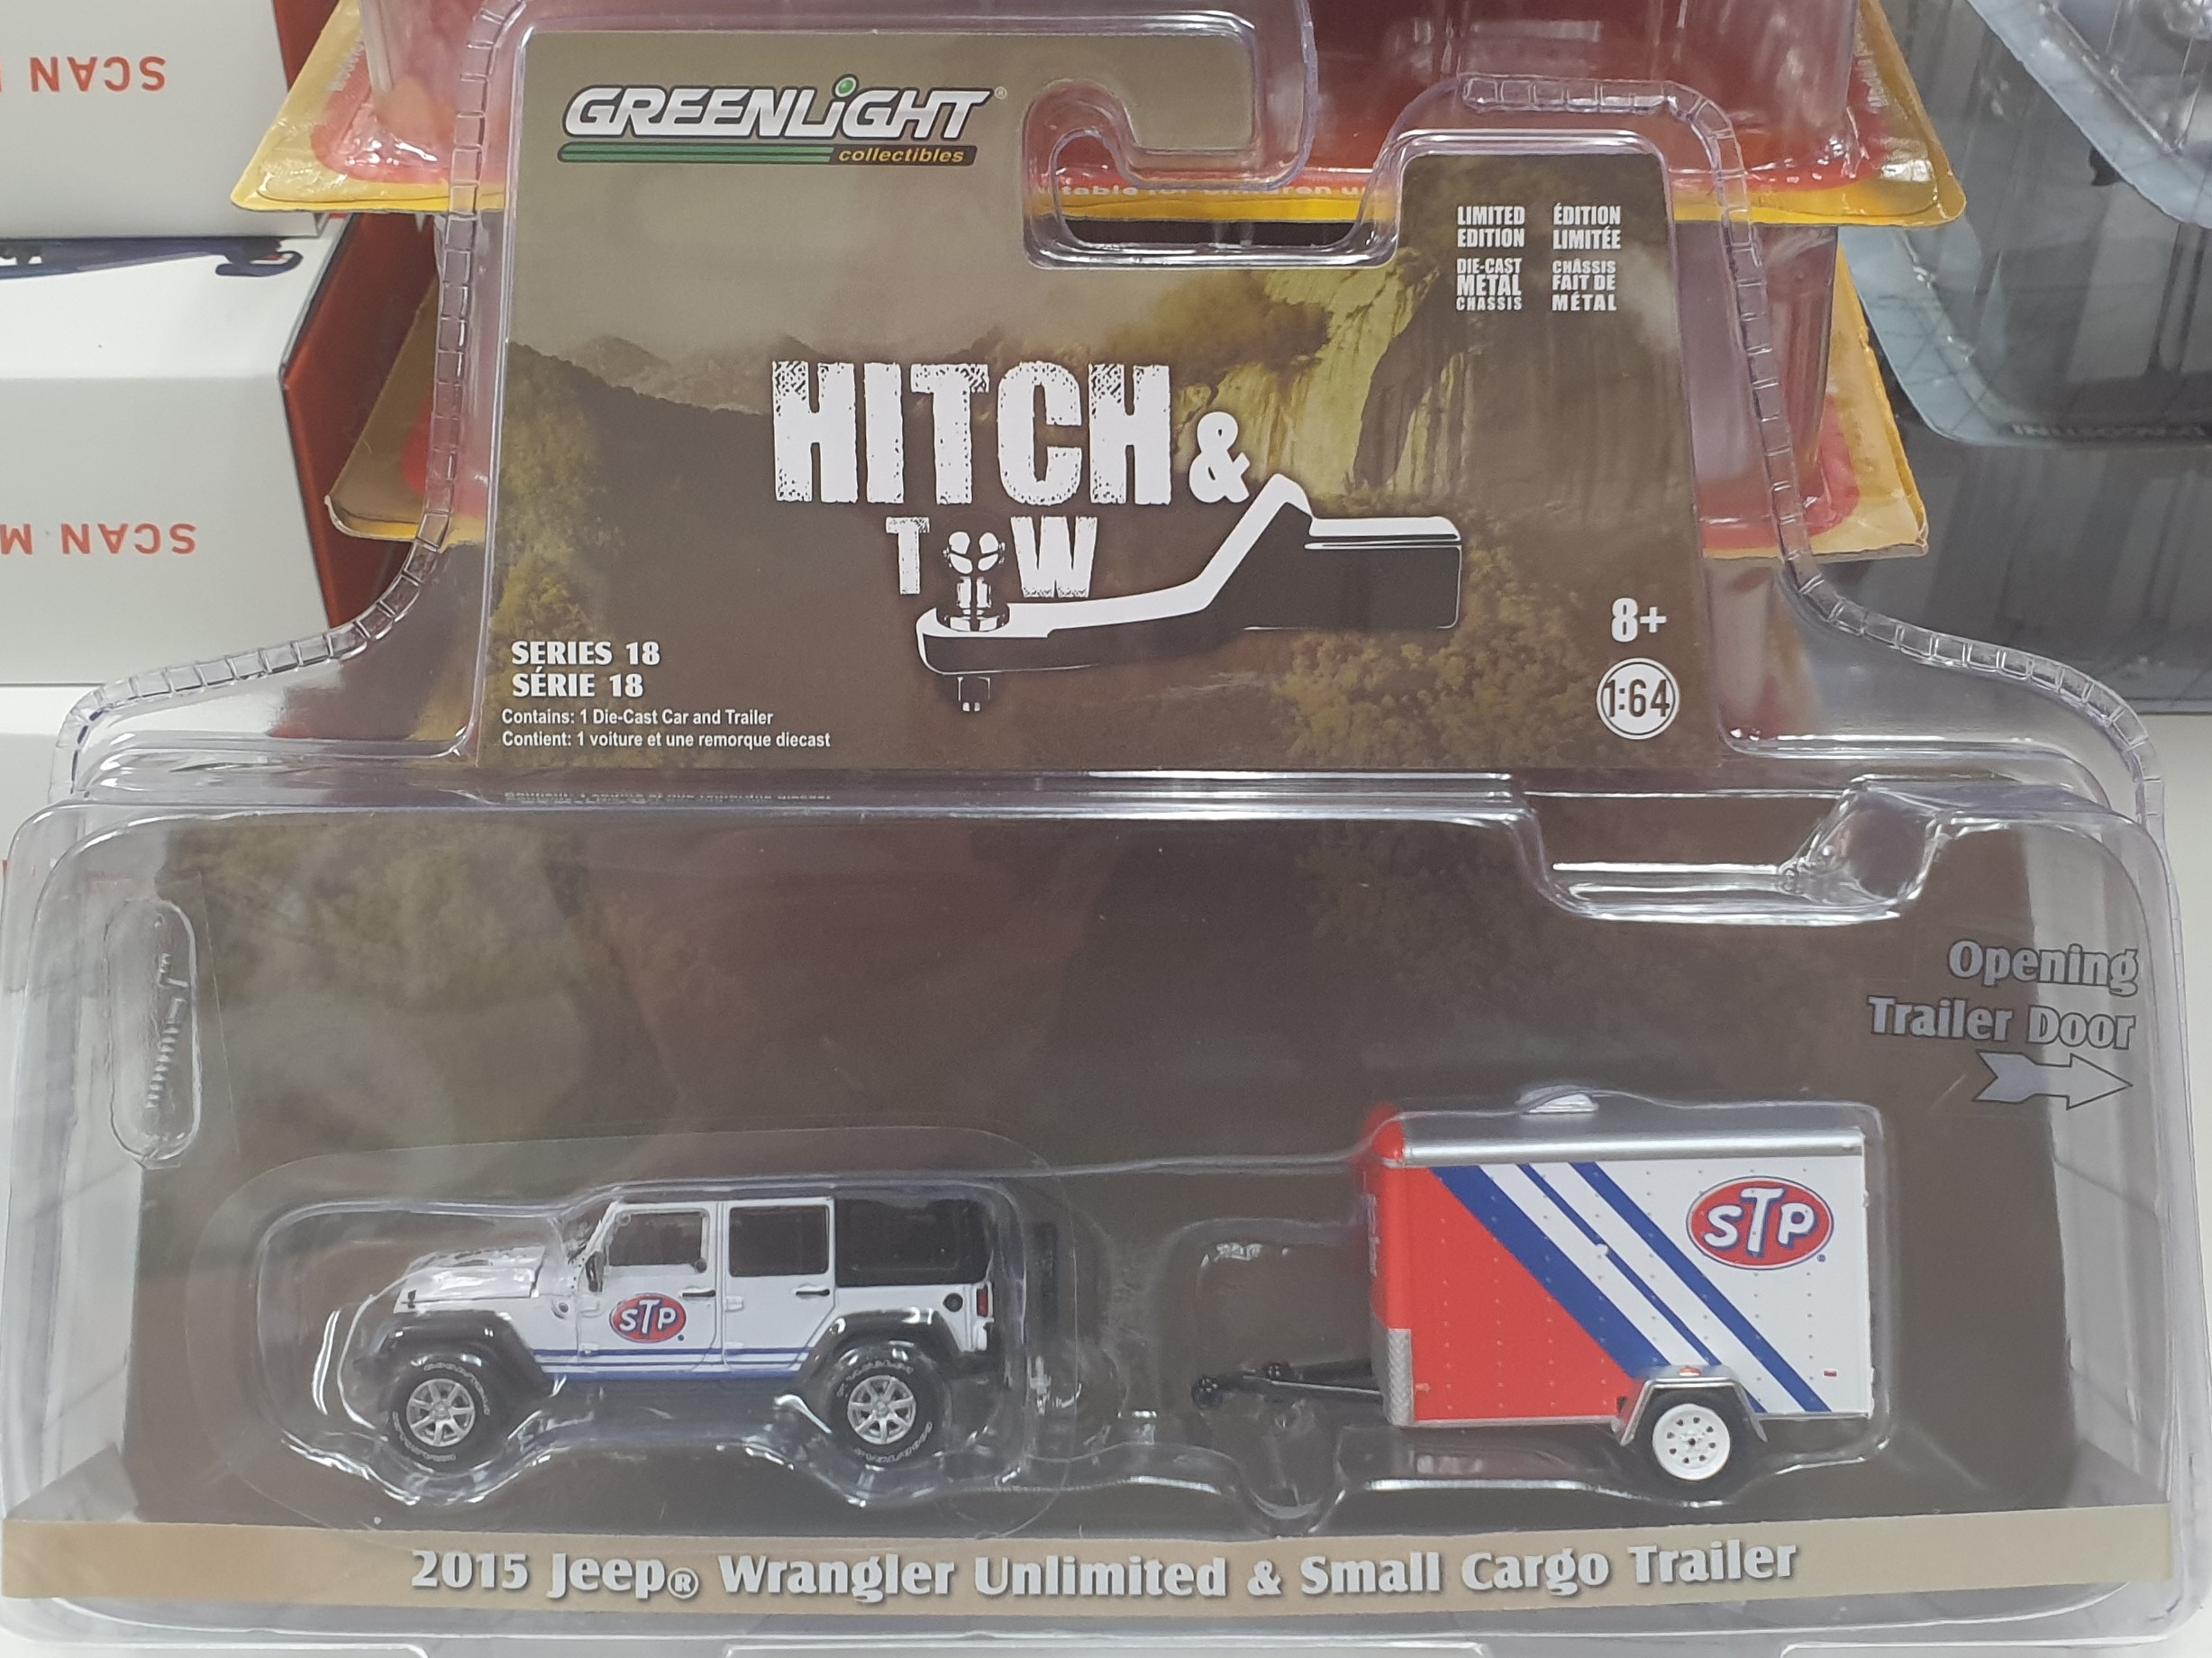 SCAN
SCAN M
GREENLiGHT®
collectibles
LIMITED EDITION
ÉDITION LIMITÉE
DIE-CAST METAL CHASSIS
CHÂSSIS FAIT DE MÉTAL
HITCH &
TOW
8+
1:64
SERIES 18
SÉRIE 18
Contains: 1 Die-Cast Car and Trailer
Contient: 1 voiture et une remorque diecast
Opening
Trailer Door
STP
STP
2015 Jeep® Wrangler Unlimited & Small Cargo Trailer